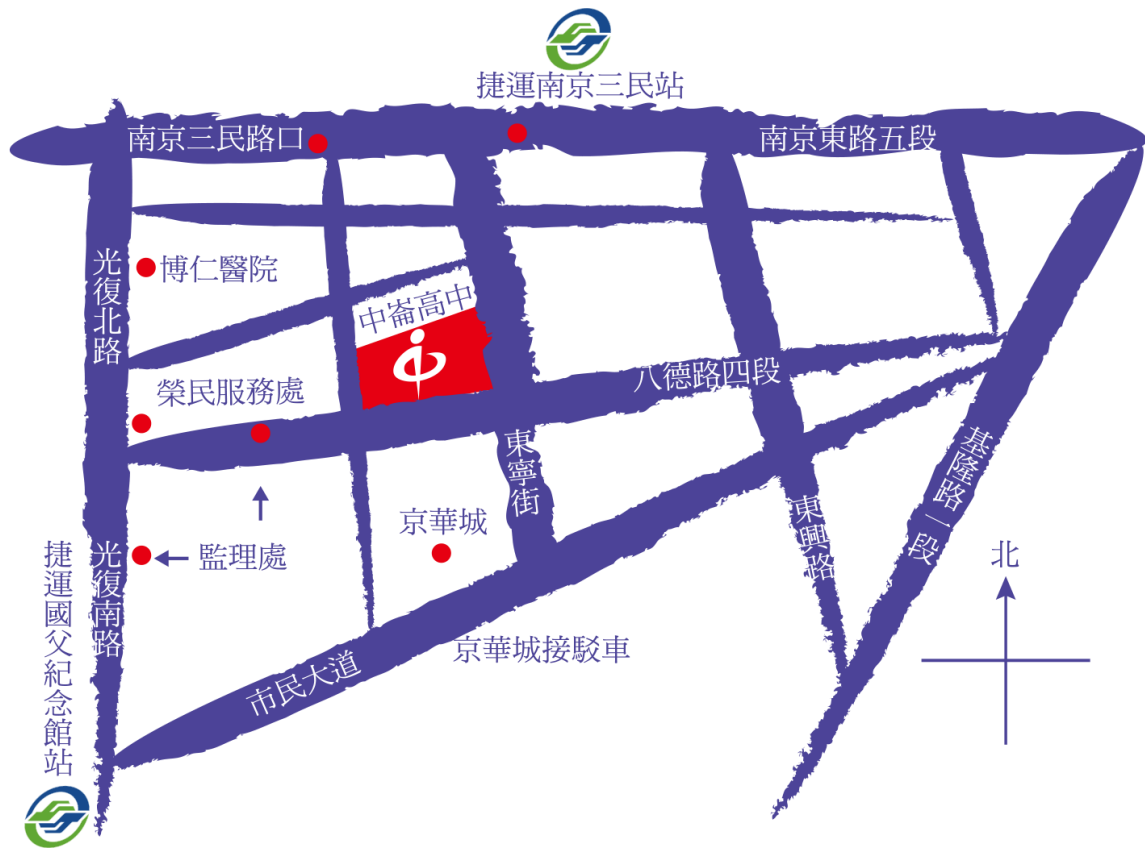 捷運南京三民站
南京三民路口
南京東路五段
光復北路
博仁醫院
中崙高中
榮民服務處
八德路四段
東寧街
基隆路一段
京華城
東興路
監理處
光復南路
捷運國父紀念館站
北
京華城接駁車
市民大道